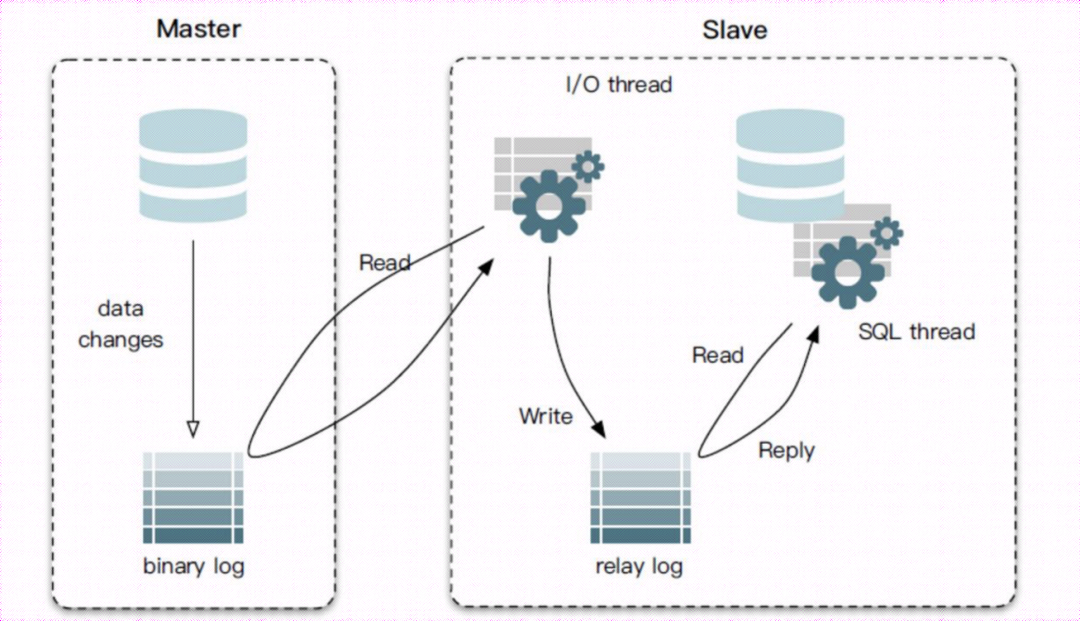 Master
Slave
I/O thread
Read
data
changes
SQL thread
Read
Write
Reply
binary log
relay log